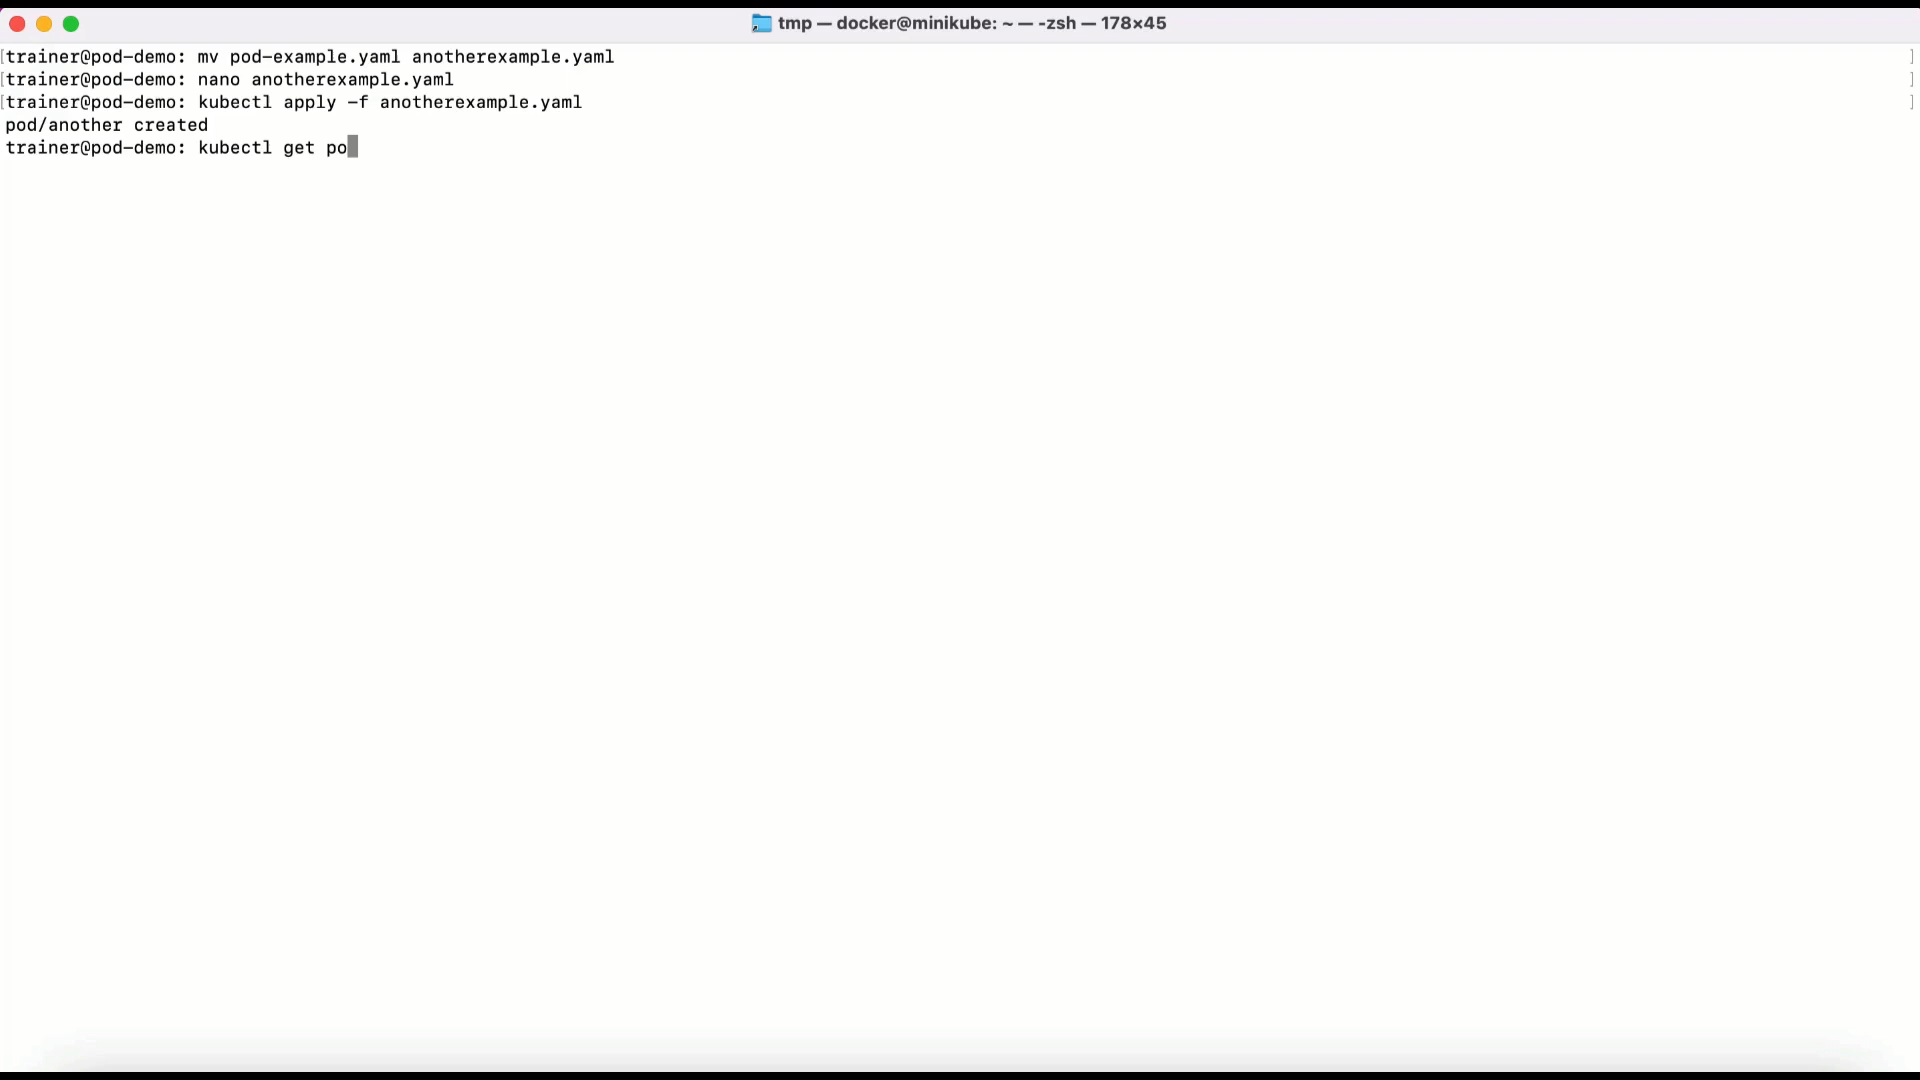 tmp — docker@minikube: ~ — -zsh — 178×45
[trainer@pod-demo: mv pod-example.yaml anotherexample.yaml ]
[trainer@pod-demo: nano anotherexample.yaml ]
[trainer@pod-demo: kubectl apply -f anotherexample.yaml ]
pod/another created
trainer@pod-demo: kubectl get po